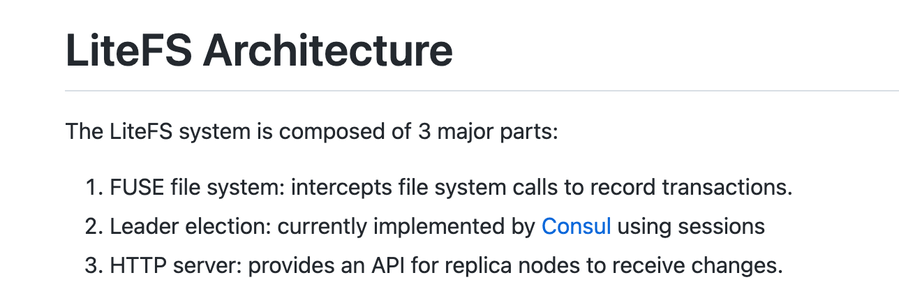 LiteFS Architecture
The LiteFS system is composed of 3 major parts:
1. FUSE file system: intercepts file system calls to record transactions.
2. Leader election: currently implemented by Consul using sessions
3. HTTP server: provides an API for replica nodes to receive changes.